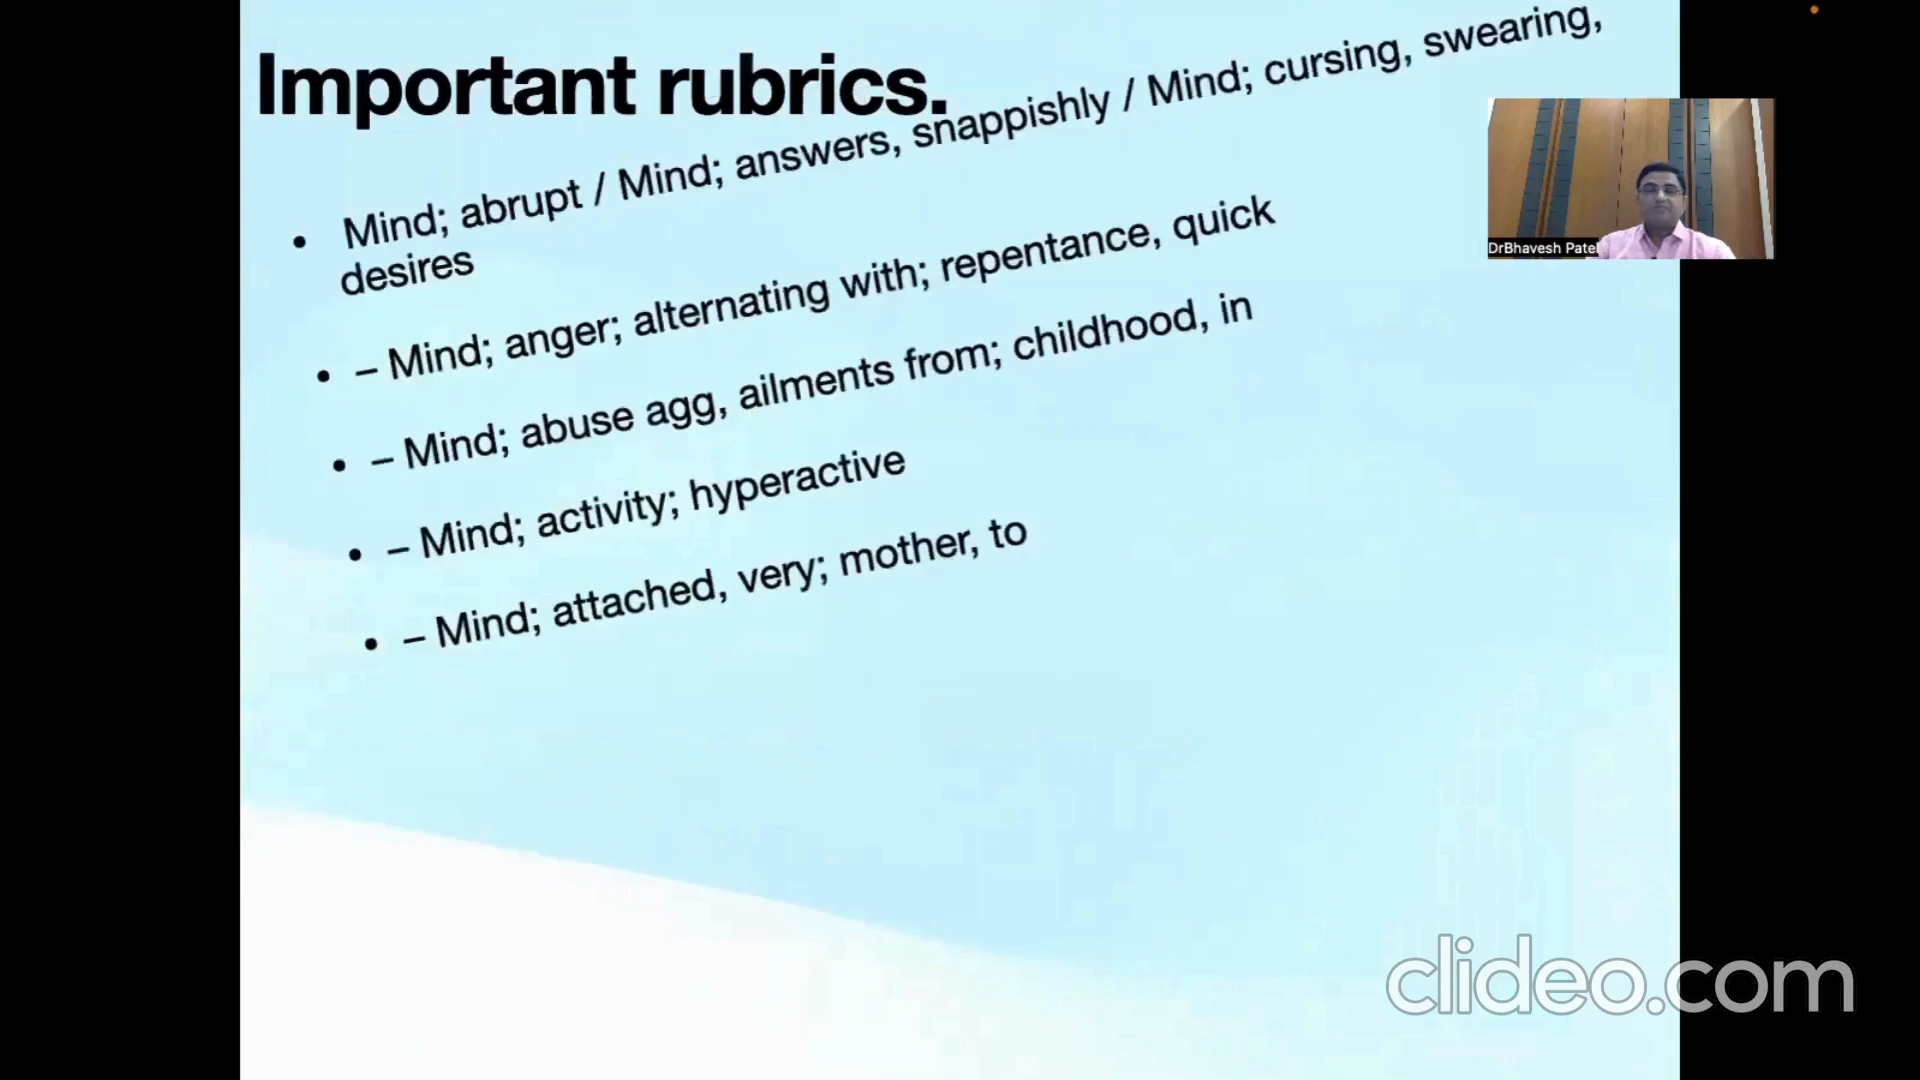 Important rubrics.
• Mind; abrupt / Mind; answers, snappishly / Mind; cursing, swearing,
desires
• – Mind; anger; alternating with; repentance, quick
• – Mind; abuse agg, ailments from; childhood, in
• – Mind; activity; hyperactive
• – Mind; attached, very; mother, to
DrBhavesh Patel
clideo.com